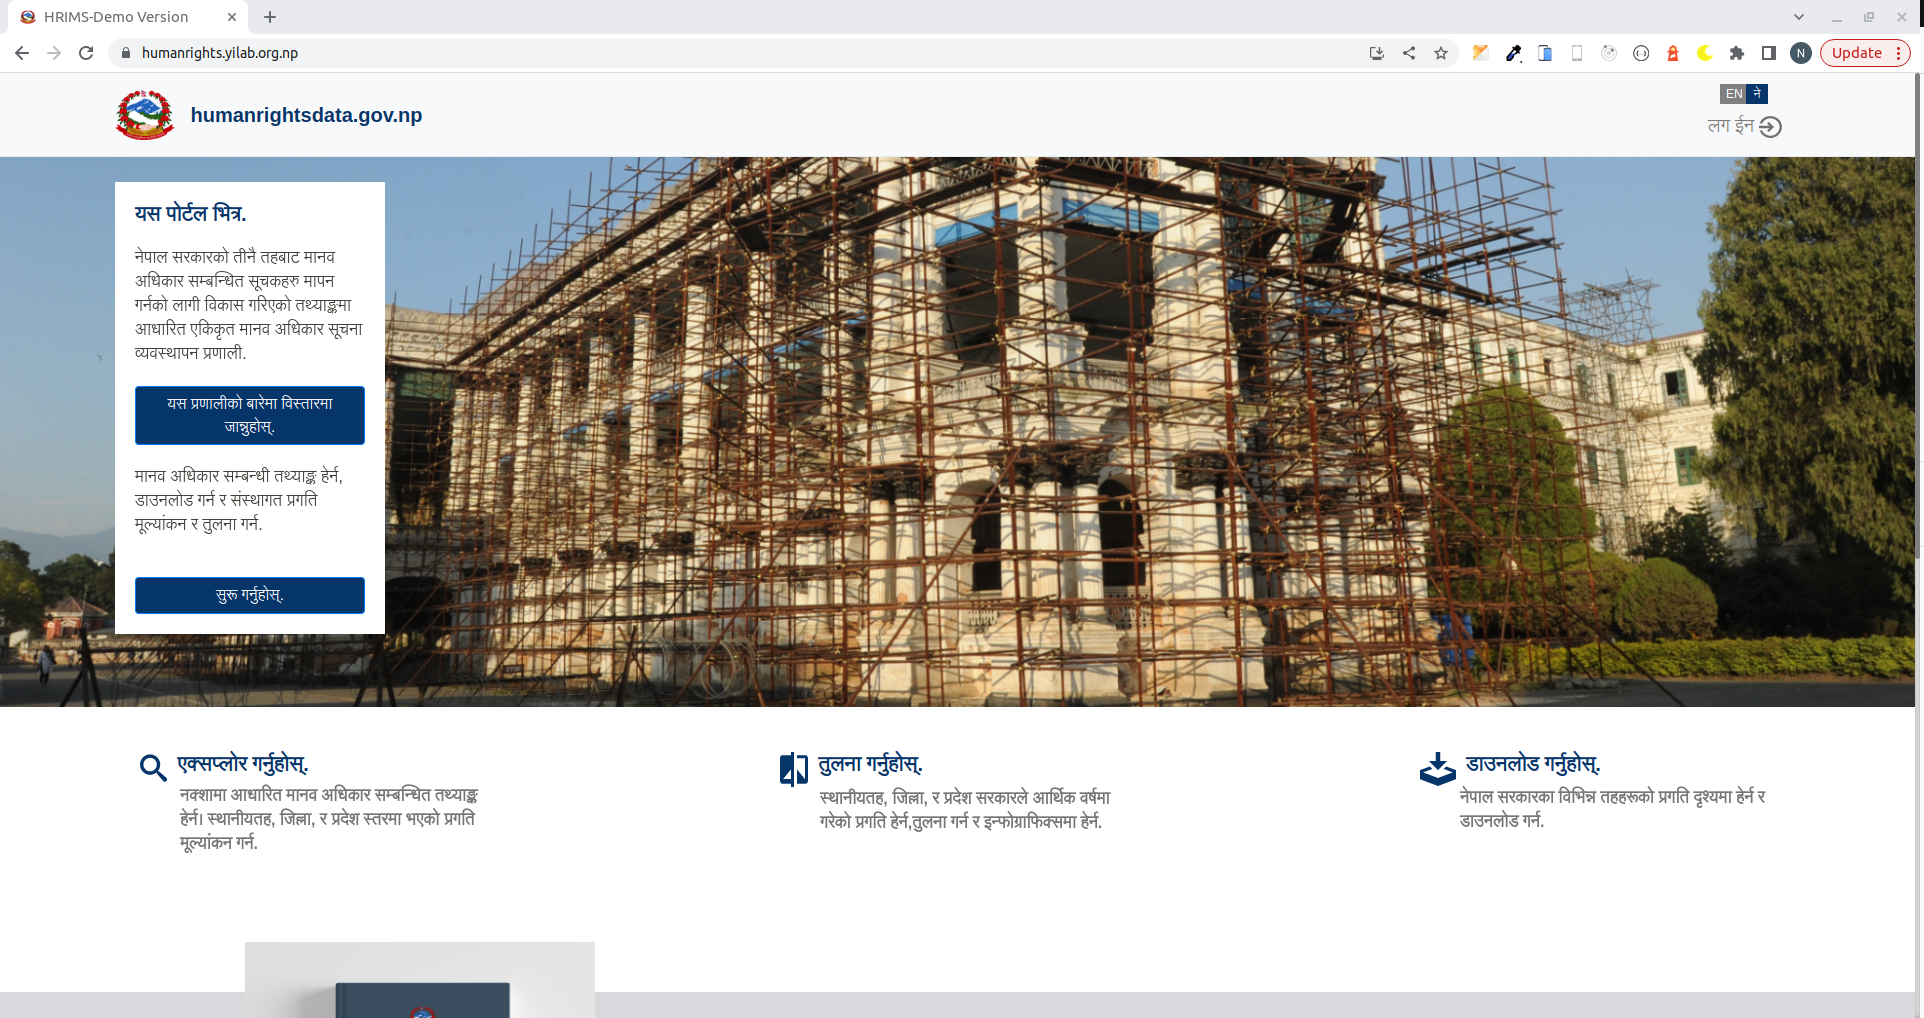 HRIMS-Demo Version
humanrights.yilab.org.np
N
Update
humanrightsdata.gov.np
EN ने
लग ईन
यस पोर्टल भित्र.
नेपाल सरकारको तीनै तहबाट मानव
अधिकार सम्बन्धित सूचकहरु मापन
गर्नको लागी विकास गरिएको तथ्याङ्कमा
आधारित एकिकृत मानव अधिकार सूचना
व्यवस्थापन प्रणाली.
यस प्रणालीको बारेमा विस्तारमा
जान्नुहोस्.
मानव अधिकार सम्बन्धी तथ्याङ्क हेर्न,
डाउनलोड गर्न र संस्थागत प्रगति
मूल्यांकन र तुलना गर्न.
सुरू गर्नुहोस्.
एक्सप्लोर गर्नुहोस्.
नक्शामा आधारित मानव अधिकार सम्बन्धित तथ्याङ्क
हेर्न। स्थानीयतह, जिल्ला, र प्रदेश स्तरमा भएको प्रगति
मूल्यांकन गर्न.
तुलना गर्नुहोस्.
स्थानीयतह, जिल्ला, र प्रदेश सरकारले आर्थिक वर्षमा
गरेको प्रगति हेर्न,तुलना गर्न र इन्फोग्राफिक्समा हेर्न.
डाउनलोड गर्नुहोस्.
नेपाल सरकारका विभिन्न तहहरूको प्रगति दृश्यमा हेर्न र
डाउनलोड गर्न.